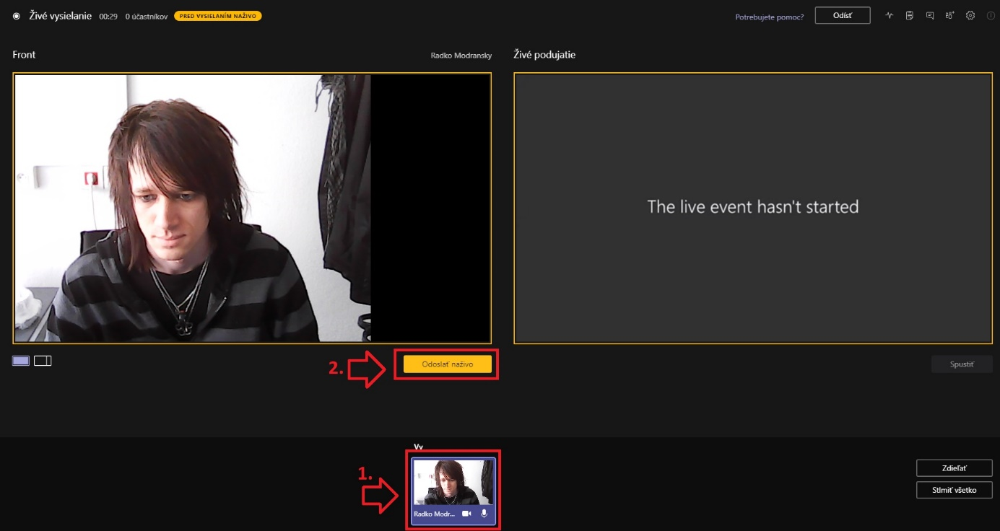 Živé vysielanie 00:29 0 účastníkov PRED VYSIELANÍM NAŽIVO
Potrebujete pomoc? Odísť
Front Radko Modransky
Živé podujatie
The live event hasn't started
2. Odoslať naživo
Spustiť
Vy
1.
Radko Modr...
Zdieľať
Stlmiť všetko